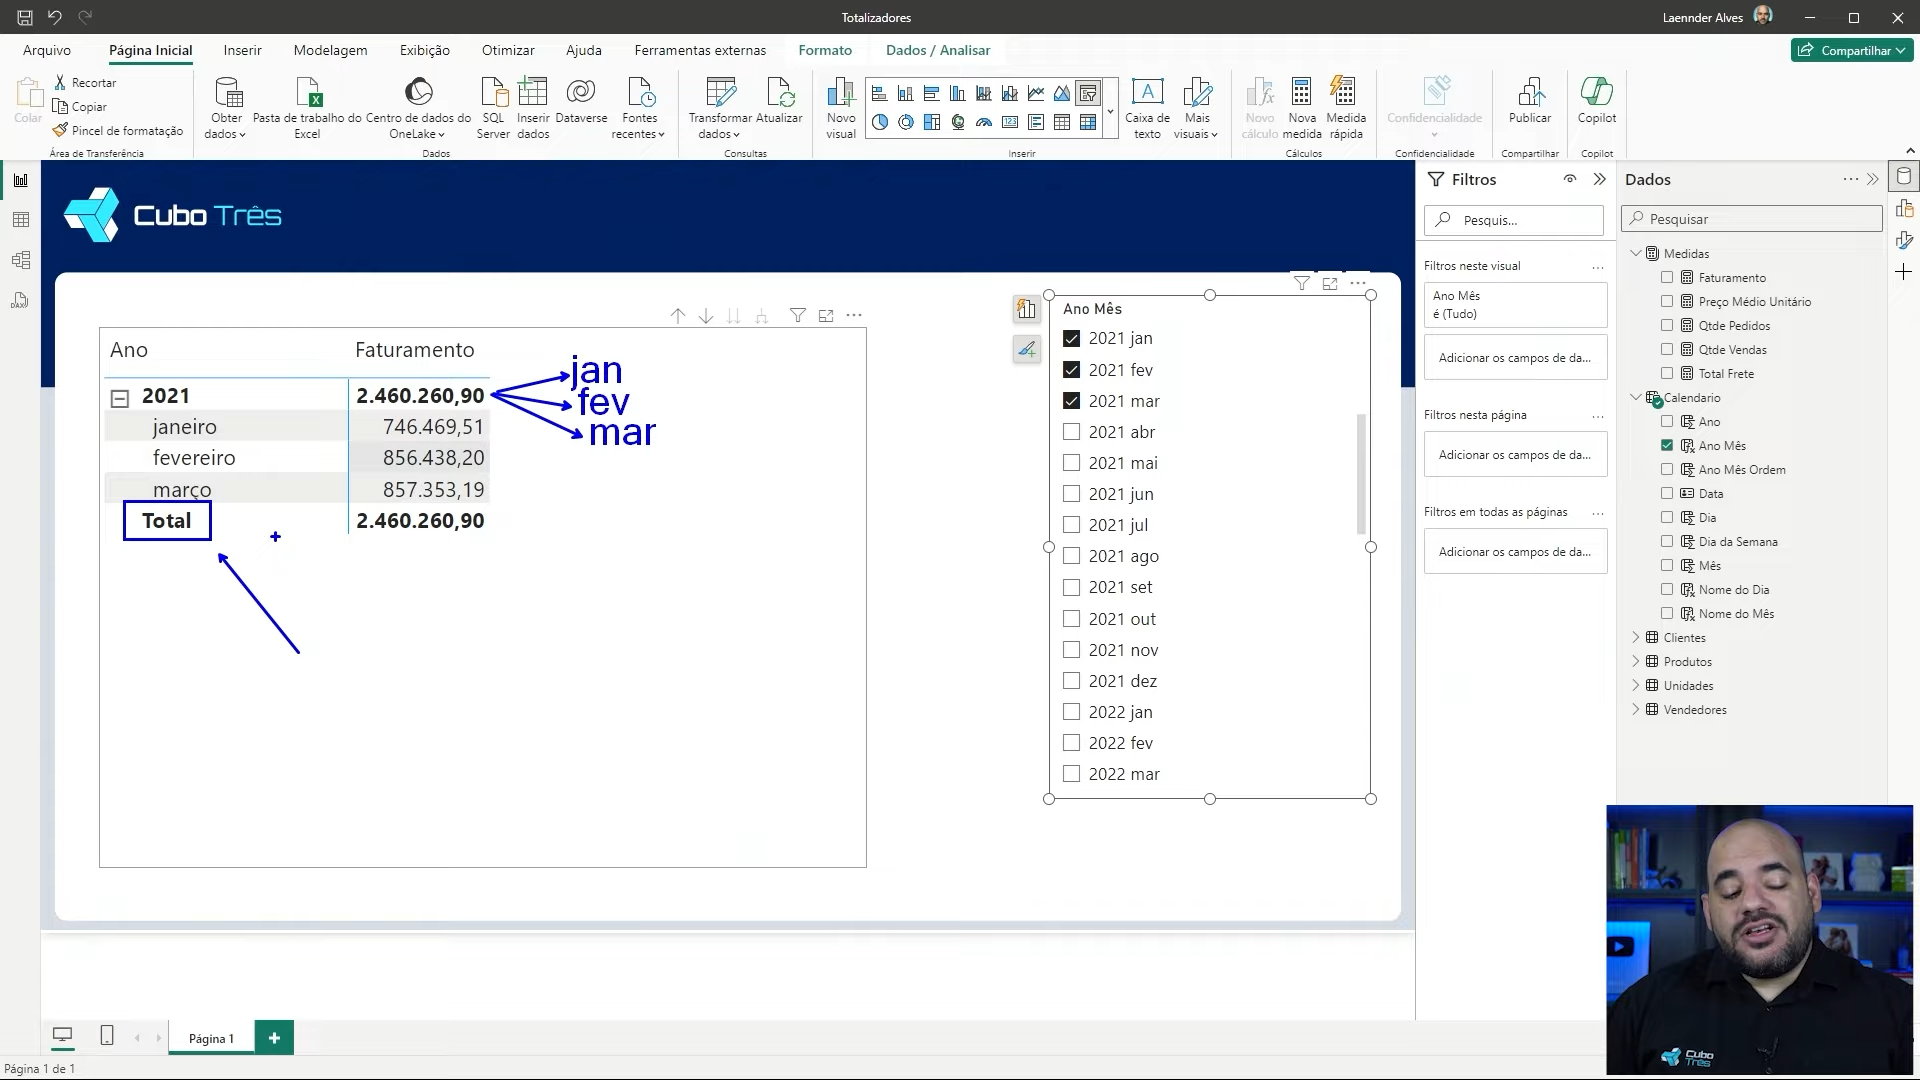 Totalizadores
Laennder Alves
Arquivo
Página Inicial
Inserir
Modelagem
Exibição
Otimizar
Ajuda
Ferramentas externas
Formato
Dados / Analisar
Compartilhar
Colar
Recortar
Copiar
Pincel de formatação
Área de Transferência
Obter dados
Pasta de trabalho do Excel
Centro de dados do OneLake
SQL Server
Inserir dados
Dataverse
Fontes recentes
Dados
Transformar dados
Atualizar
Consultas
Novo visual
Caixa de texto
Mais visuais
Inserir
Novo cálculo
Nova medida
Medida rápida
Cálculos
Confidencialidade
Confidencialidade
Publicar
Compartilhar
Copilot
Copilot
Cubo Três
Ano Faturamento
2021 2.460.260,90
janeiro 746.469,51
fevereiro 856.438,20
março 857.353,19
Total 2.460.260,90
jan
fev
mar
Ano Mês
2021 jan
2021 fev
2021 mar
2021 abr
2021 mai
2021 jun
2021 jul
2021 ago
2021 set
2021 out
2021 nov
2021 dez
2022 jan
2022 fev
2022 mar
Filtros
Pesquis...
Filtros neste visual
Ano Mês
é (Tudo)
Adicionar os campos de da...
Filtros nesta página
Adicionar os campos de da...
Filtros em todas as páginas
Adicionar os campos de da...
Dados
Pesquisar
Medidas
Faturamento
Preço Médio Unitário
Qtde Pedidos
Qtde Vendas
Total Frete
Calendario
Ano
Ano Mês
Ano Mês Ordem
Data
Dia
Dia da Semana
Mês
Nome do Dia
Nome do Mês
Clientes
Produtos
Unidades
Vendedores
Cubo
Três
Página 1
Página 1 de 1